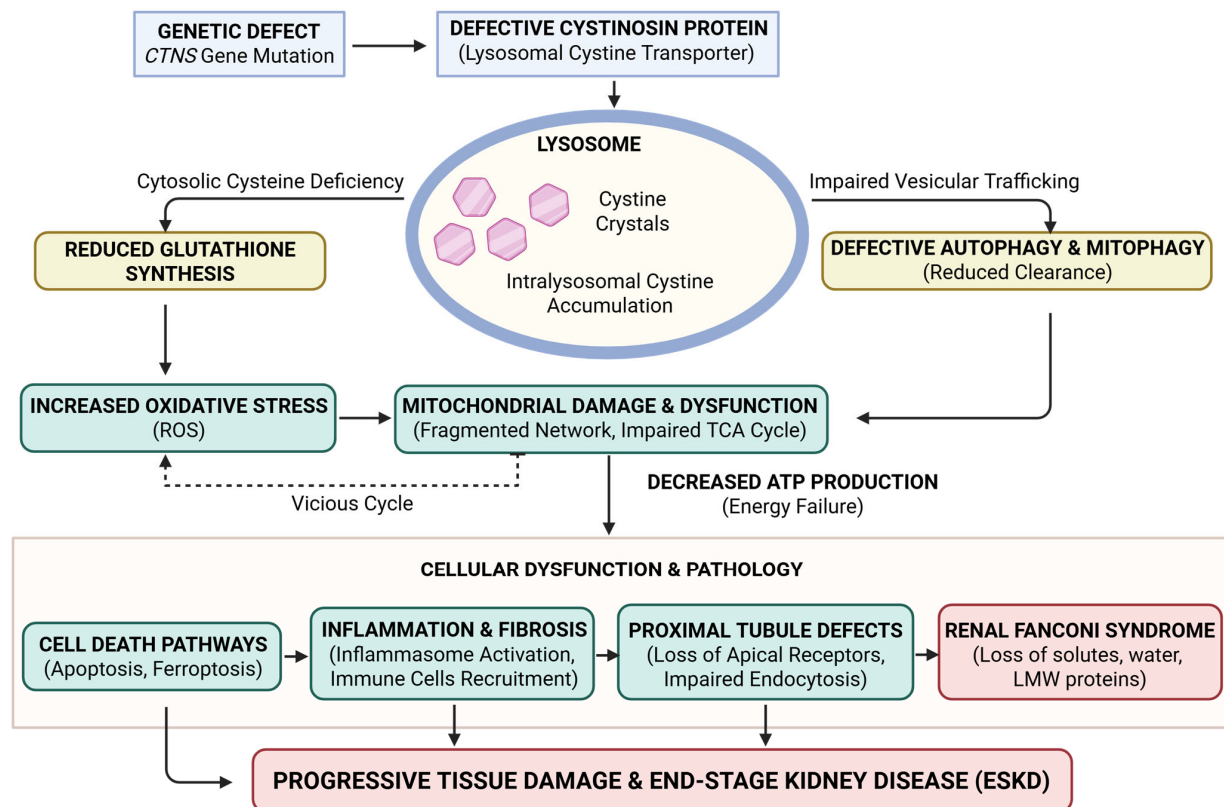 GENETIC DEFECT
CTNS Gene Mutation
DEFECTIVE CYSTINOSIN PROTEIN
(Lysosomal Cystine Transporter)
LYSOSOME
Cystine
Crystals
Intralysosomal Cystine
Accumulation
Cytosolic Cysteine Deficiency
Impaired Vesicular Trafficking
REDUCED GLUTATHIONE
SYNTHESIS
DEFECTIVE AUTOPHAGY & MITOPHAGY
(Reduced Clearance)
INCREASED OXIDATIVE STRESS
(ROS)
MITOCHONDRIAL DAMAGE & DYSFUNCTION
(Fragmented Network, Impaired TCA Cycle)
Vicious Cycle
DECREASED ATP PRODUCTION
(Energy Failure)
CELLULAR DYSFUNCTION & PATHOLOGY
CELL DEATH PATHWAYS
(Apoptosis, Ferroptosis)
INFLAMMATION & FIBROSIS
(Inflammasome Activation,
Immune Cells Recruitment)
PROXIMAL TUBULE DEFECTS
(Loss of Apical Receptors,
Impaired Endocytosis)
RENAL FANCONI SYNDROME
(Loss of solutes, water,
LMW proteins)
PROGRESSIVE TISSUE DAMAGE & END-STAGE KIDNEY DISEASE (ESKD)